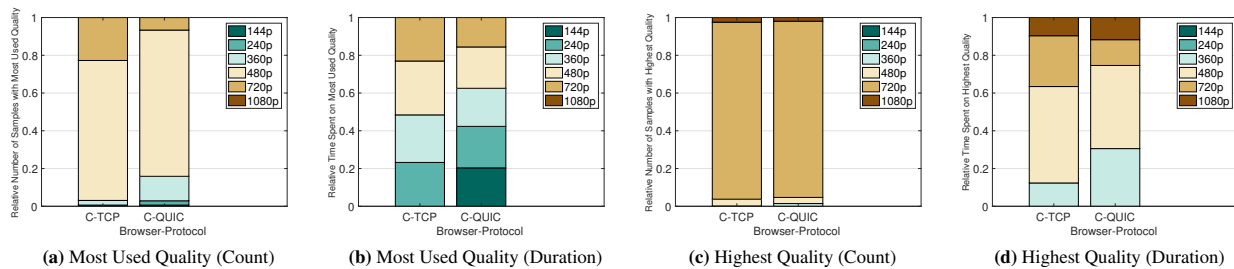 Relative Number of Samples with Most Used Quality
1
0.8
0.6
0.4
0.2
0
C-TCP C-QUIC
Browser-Protocol
144p
240p
360p
480p
720p
1080p
(a) Most Used Quality (Count)
Relative Time Spent on Most Used Quality
1
0.8
0.6
0.4
0.2
0
C-TCP C-QUIC
Browser-Protocol
144p
240p
360p
480p
720p
1080p
(b) Most Used Quality (Duration)
Relative Number of Samples with Highest Quality
1
0.8
0.6
0.4
0.2
0
C-TCP C-QUIC
Browser-Protocol
144p
240p
360p
480p
720p
1080p
(c) Highest Quality (Count)
Relative Time Spent on Highest Quality
1
0.8
0.6
0.4
0.2
0
C-TCP C-QUIC
Browser-Protocol
144p
240p
360p
480p
720p
1080p
(d) Highest Quality (Duration)